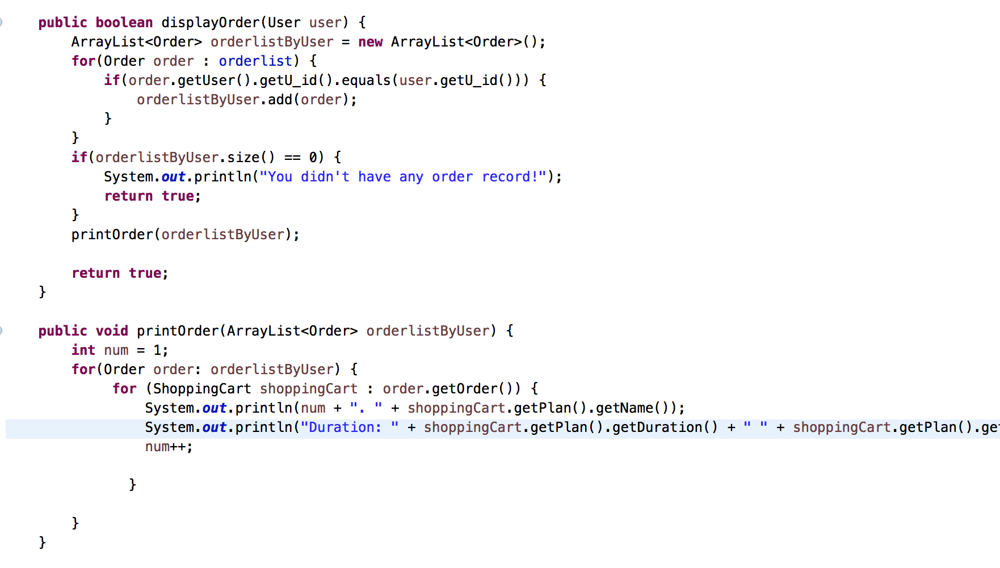 public boolean displayOrder(User user) {
ArrayList<Order> orderlistByUser = new ArrayList<Order>();
for(Order order : orderlist) {
if(order.getUser().getU_id().equals(user.getU_id())) {
orderlistByUser.add(order);
}
}
if(orderlistByUser.size() == 0) {
System.out.println("You didn't have any order record!");
return true;
}
printOrder(orderlistByUser);
return true;
}
public void printOrder(ArrayList<Order> orderlistByUser) {
int num = 1;
for(Order order: orderlistByUser) {
for (ShoppingCart shoppingCart : order.getOrder()) {
System.out.println(num + ". " + shoppingCart.getPlan().getName());
System.out.println("Duration: " + shoppingCart.getPlan().getDuration() + " " + shoppingCart.getPlan().ge
num++;
}
}
}